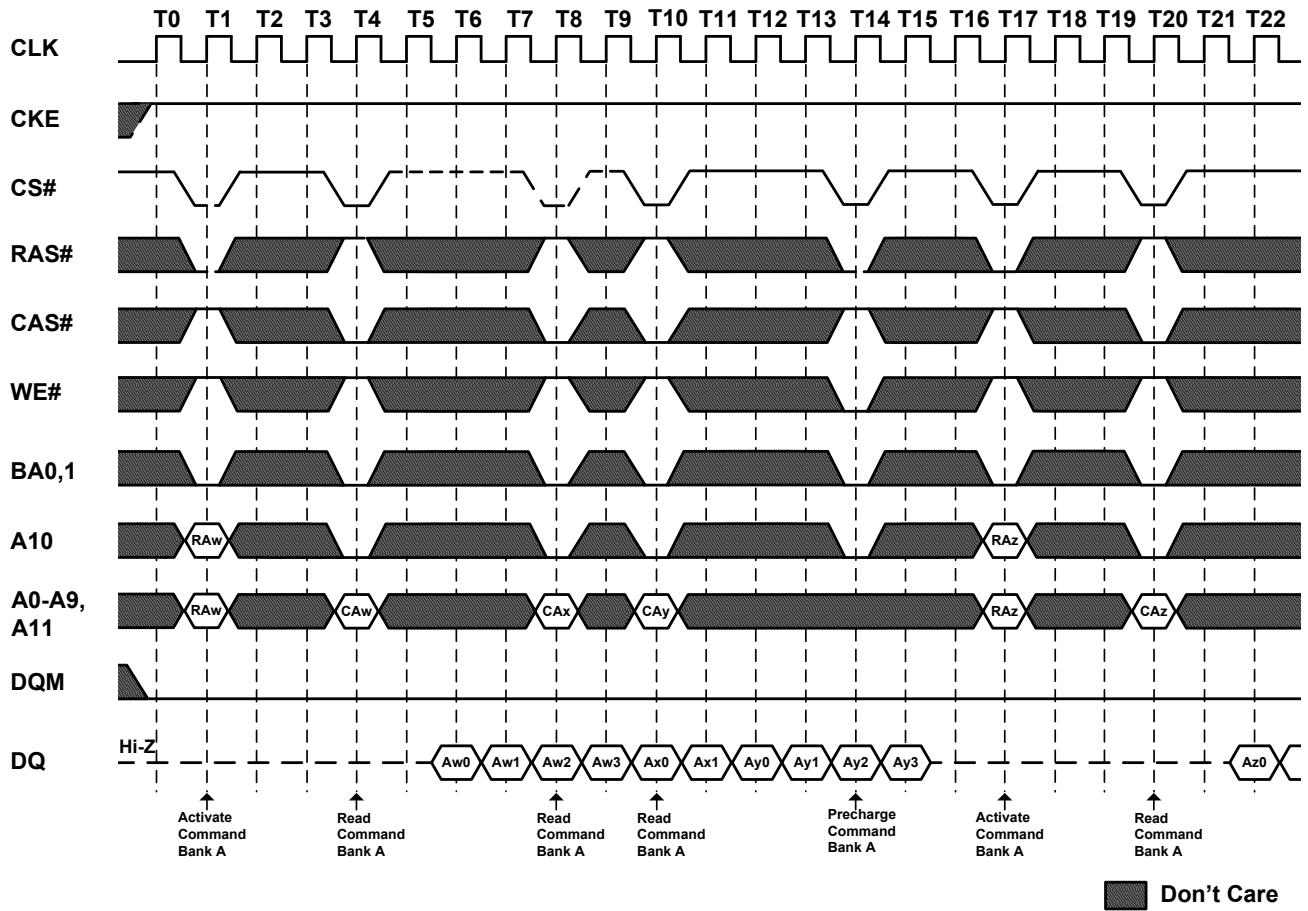 T0 T1 T2 T3 T4 T5 T6 T7 T8 T9 T10 T11 T12 T13 T14 T15 T16 T17 T18 T19 T20 T21 T22
CLK
CKE
CS#
RAS#
CAS#
WE#
BA0,1
A10
RAw RAz
A0-A9,
A11
RAw CAw CAx CAy RAz CAz
DQM
DQ
Hi-Z
Aw0 Aw1 Aw2 Aw3 Ax0 Ax1 Ay0 Ay1 Ay2 Ay3 Az0
Activate
Command
Bank A
Read
Command
Bank A
Read
Command
Bank A
Read
Command
Bank A
Precharge
Command
Bank A
Activate
Command
Bank A
Read
Command
Bank A
Don't Care